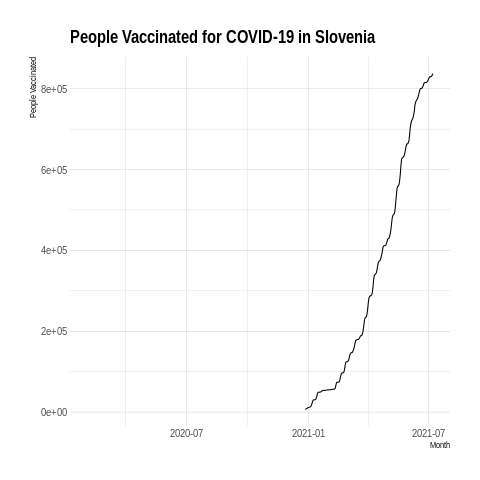 People Vaccinated for COVID-19 in Slovenia
People Vaccinated
8e+05
6e+05
4e+05
2e+05
0e+00
2020-07
2021-01
2021-07
Month